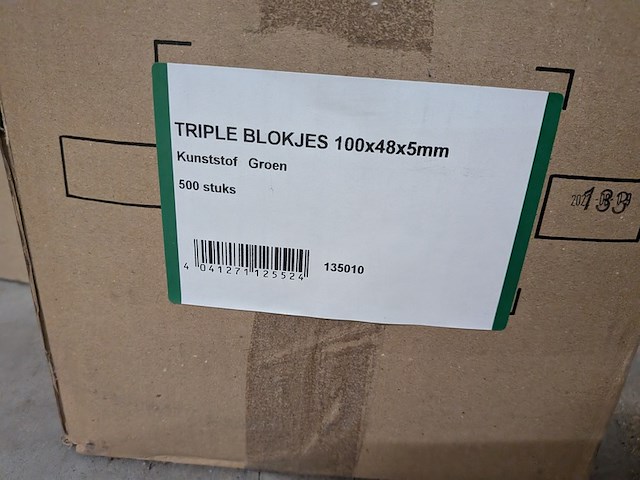 TRIPLE BLOKJES 100x48x5mm
Kunststof Groen
500 stuks
4 041271 125524
135010